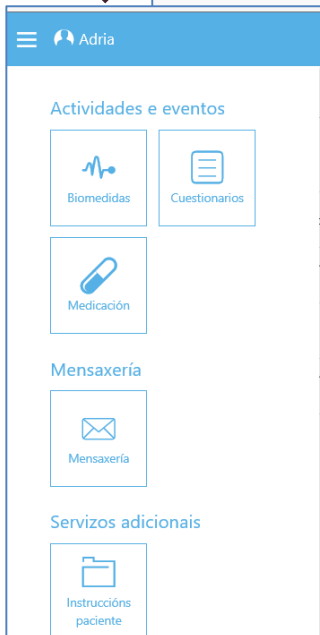 Adria
Actividades e eventos
Biomedidas
Cuestionarios
Medicación
Mensaxería
Mensaxería
Servizos adicionais
Instruccións
paciente